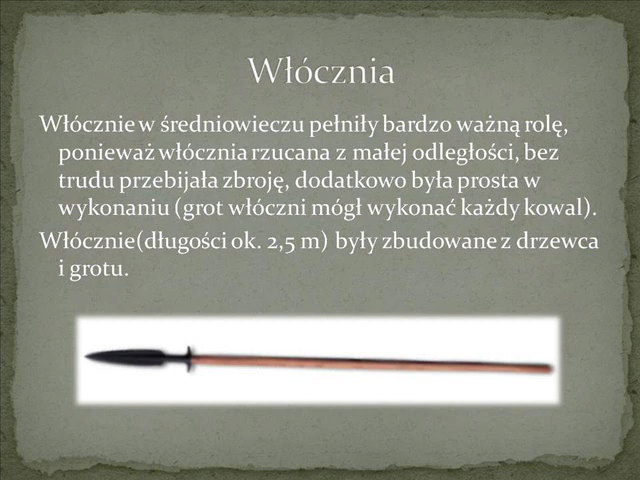 Włócznia
Włócznie w średniowieczu pełniły bardzo ważną rolę,
ponieważ włócznia rzucana z małej odległości, bez
trudu przebijała zbroję, dodatkowo była prosta w
wykonaniu (grot włóczni mógł wykonać każdy kowal).
Włócznie(długości ok. 2,5 m) były zbudowane z drzewca
i grotu.